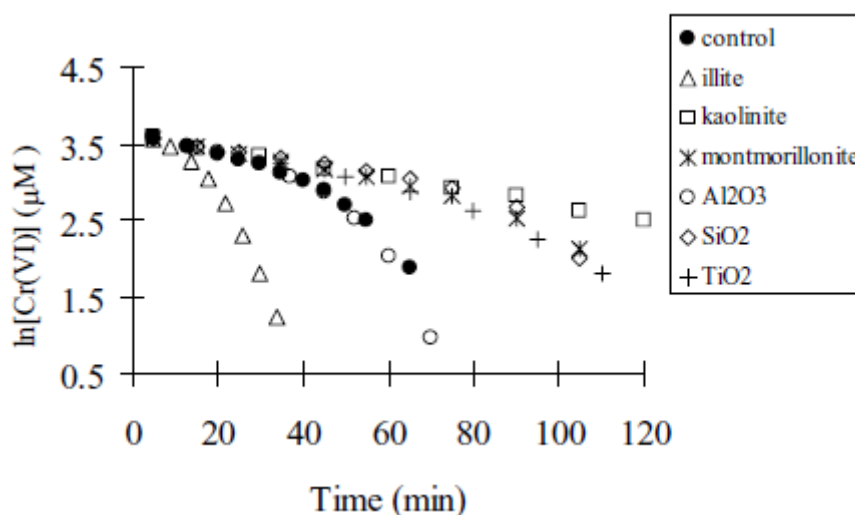 control
illite
kaolinite
montmorillonite
Al2O3
SiO2
TiO2
4.5
3.5
2.5
1.5
0.5
ln[Cr(VI)] (μM )
0 20 40 60 80 100 120
Time (min)